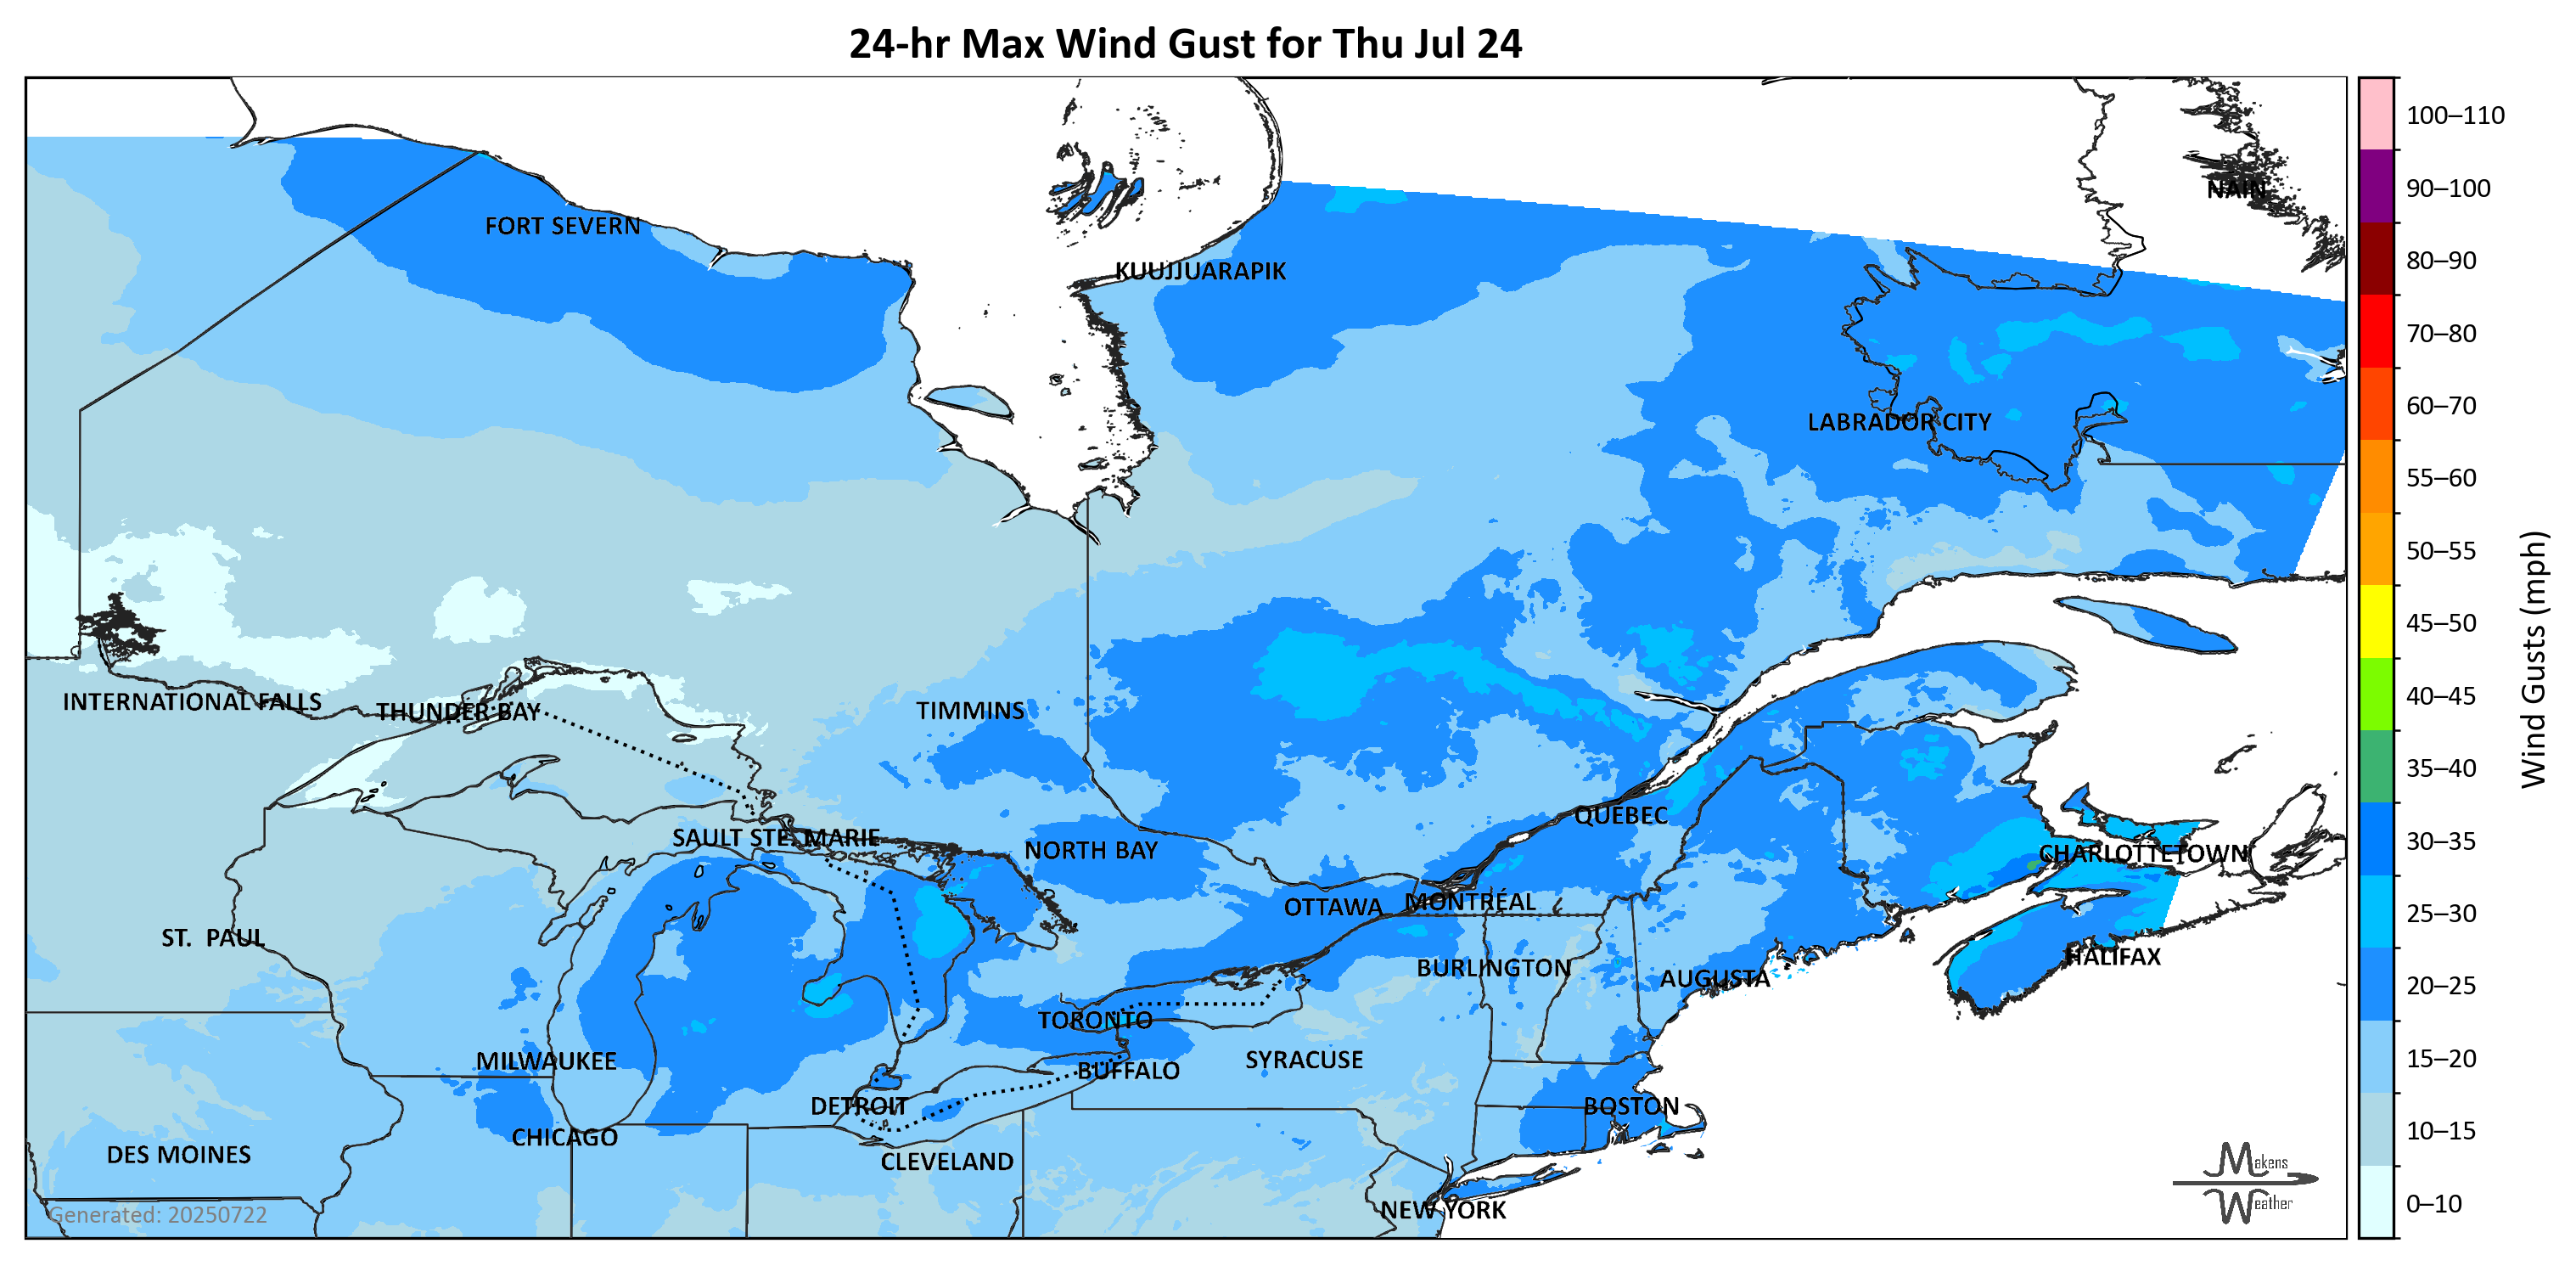 24-hr Max Wind Gust for Thu Jul 24
100–110
90–100
80–90
70–80
60–70
55–60
50–55
45–50
40–45
35–40
30–35
25–30
20–25
15–20
10–15
0–10
Wind Gusts (mph)
NAIN
FORT SEVERN
KUUJJUARAPIK
LABRADOR CITY
INTERNATIONAL FALLS
THUNDER BAY
TIMMINS
QUÉBEC
SAULT STE. MARIE
NORTH BAY
CHARLOTTETOWN
OTTAWA
MONTRÉAL
ST.  PAUL
HALIFAX
BURLINGTON
AUGUSTA
TORONTO
MILWAUKEE
SYRACUSE
BUFFALO
DETROIT
BOSTON
CHICAGO
DES MOINES
CLEVELAND
NEW YORK
Generated: 20250722
Makens
Weather